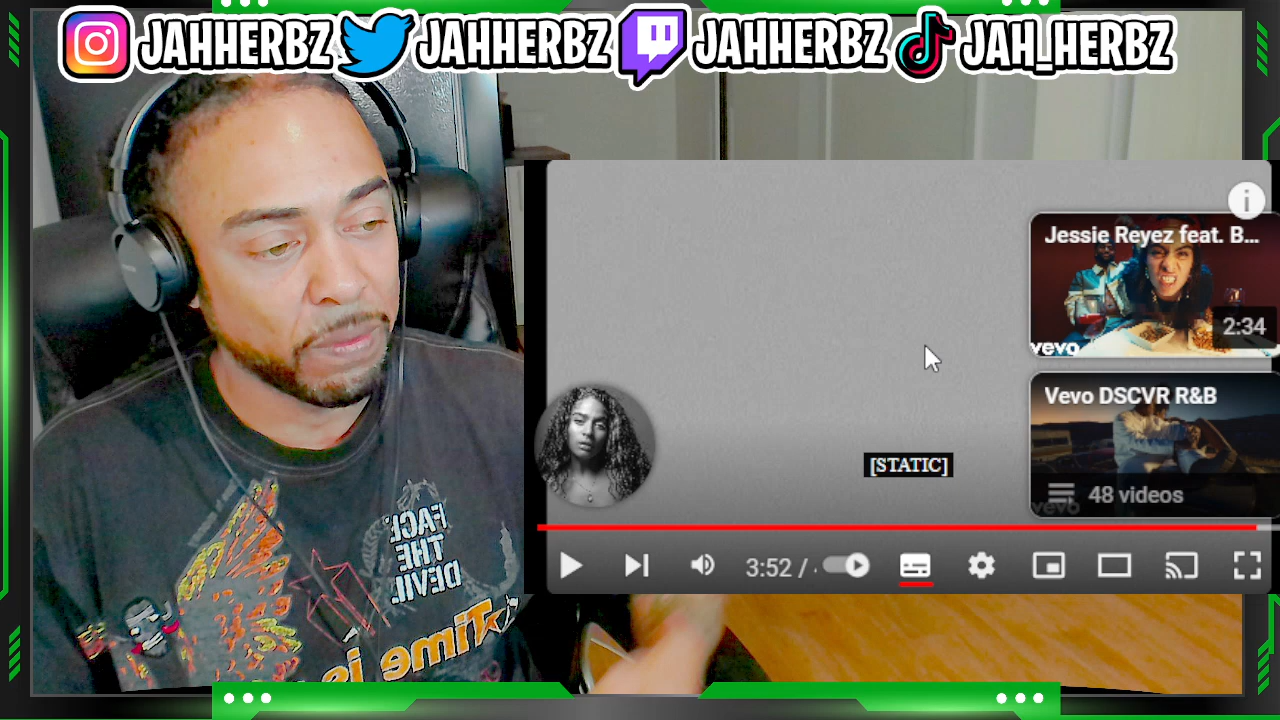 JAHHERBZ JAHHERBZ JAHHERBZ JAH_HERBZ
Jessie Reyez feat. B...
2:34
vevo
Vevo DSCVR R&B
48 videos
vevo
[STATIC]
3:52 /
FACE
THE
DEVIL
Time is